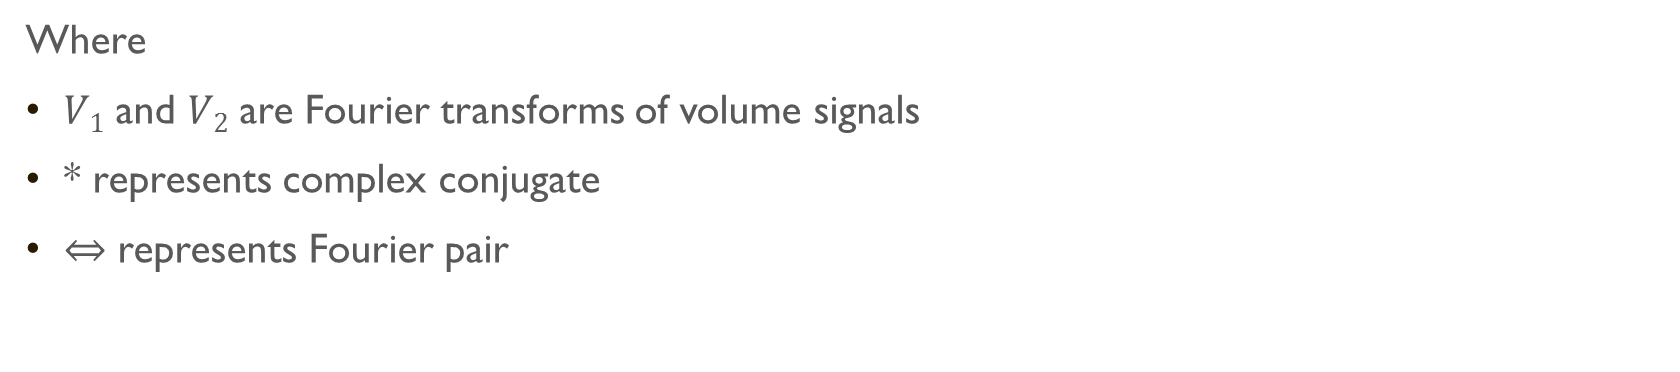 Where
• V₁ and V₂ are Fourier transforms of volume signals
• * represents complex conjugate
• ⇔ represents Fourier pair